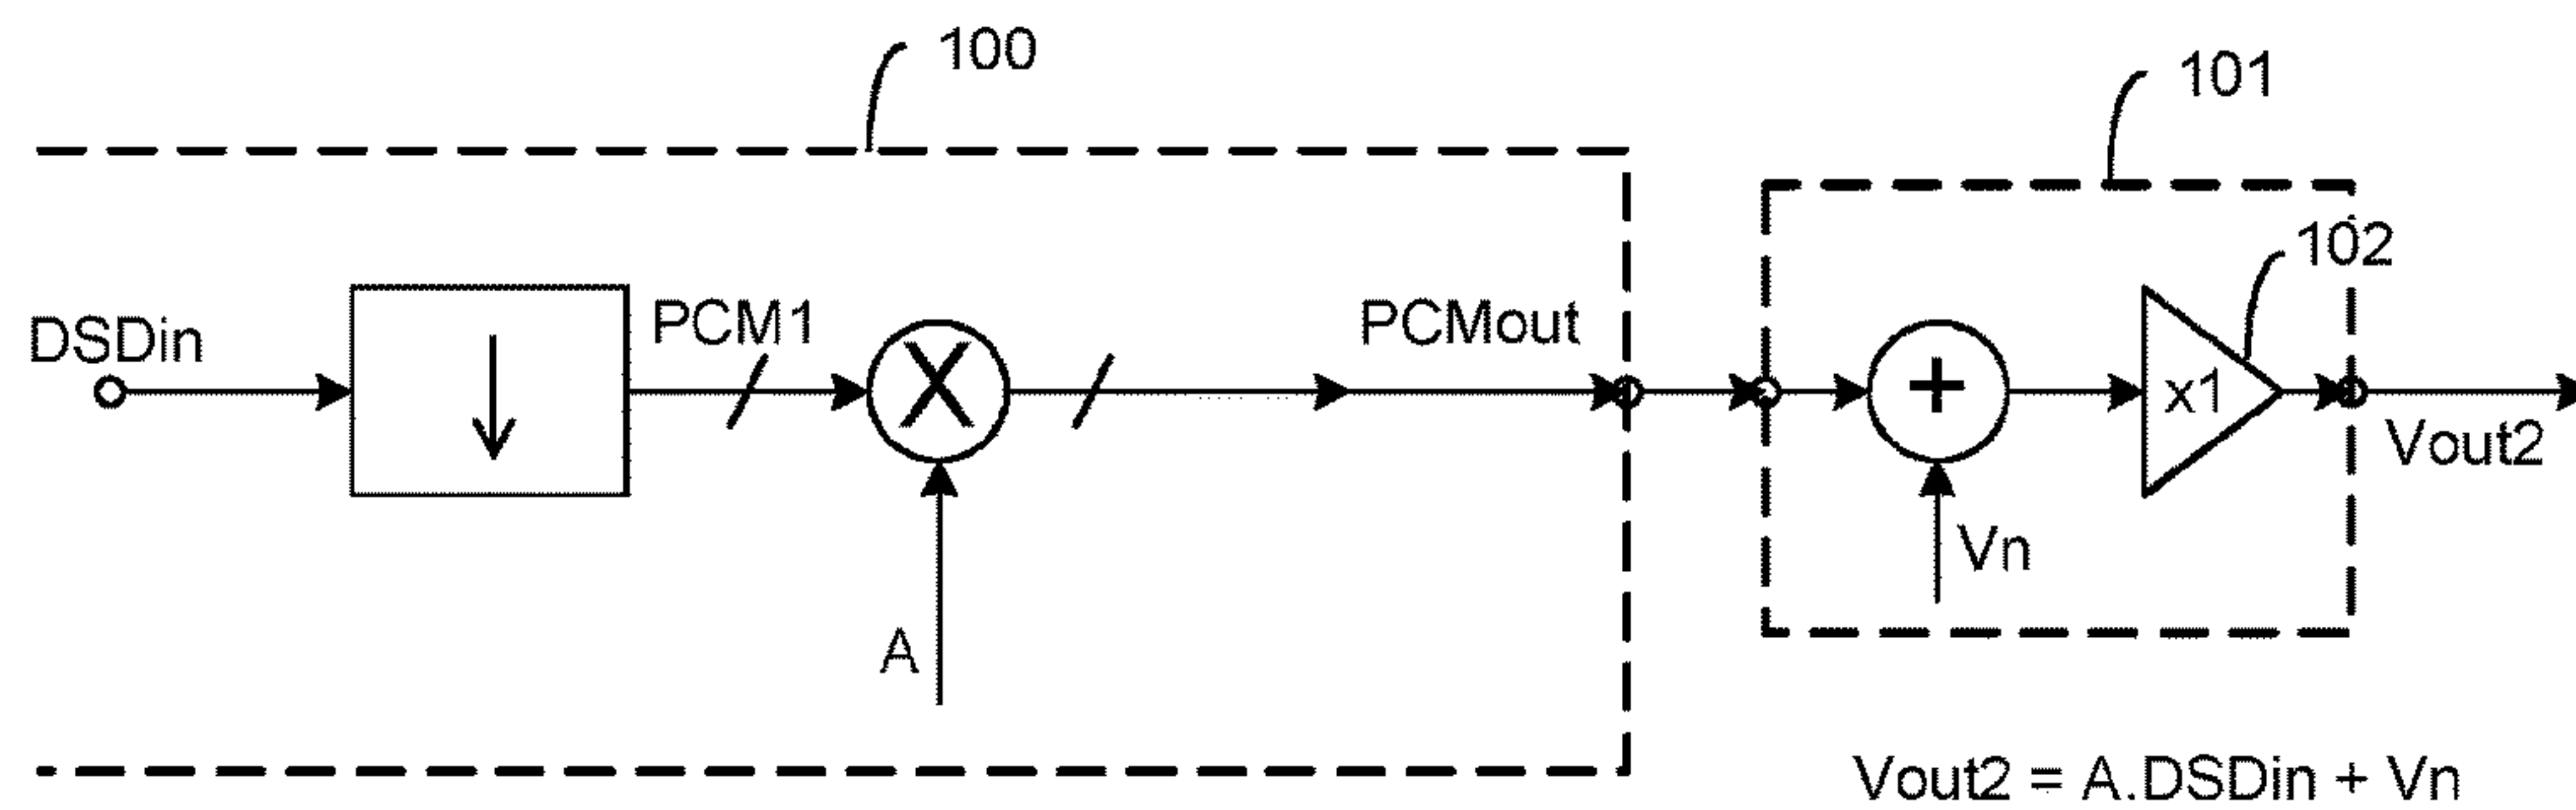 100
101
102
DSDin
↓
PCM1
X
PCMout
+
x1
Vout2
Vn
A
Vout2 = A.DSDin + Vn